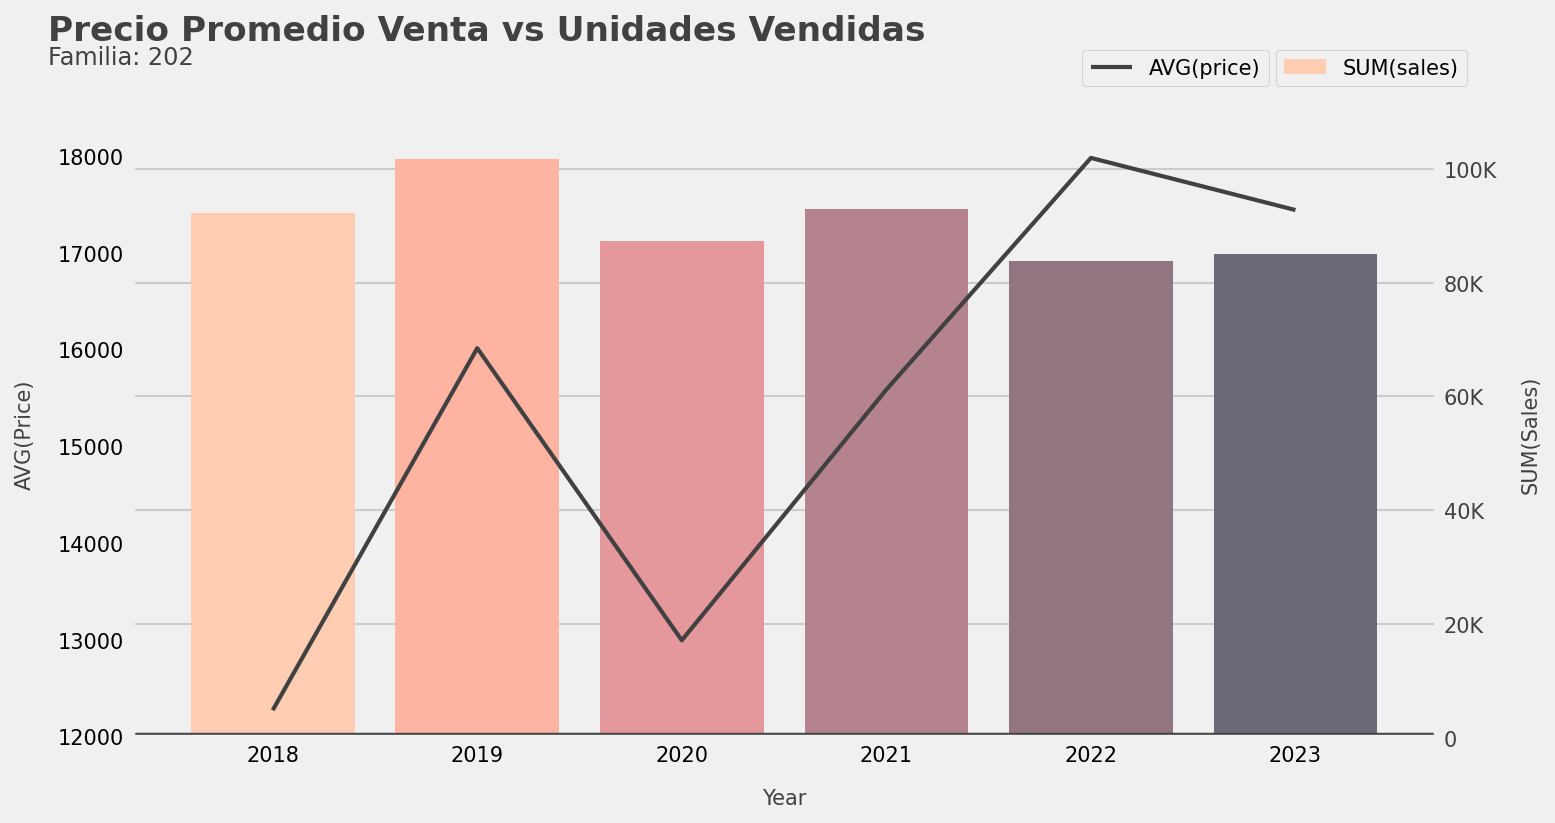 Precio Promedio Venta vs Unidades Vendidas
Familia: 202
AVG(price)
SUM(sales)
18000
17000
16000
15000
14000
13000
12000
AVG(Price)
100K
80K
60K
40K
20K
0
SUM(Sales)
2018
2019
2020
2021
2022
2023
Year